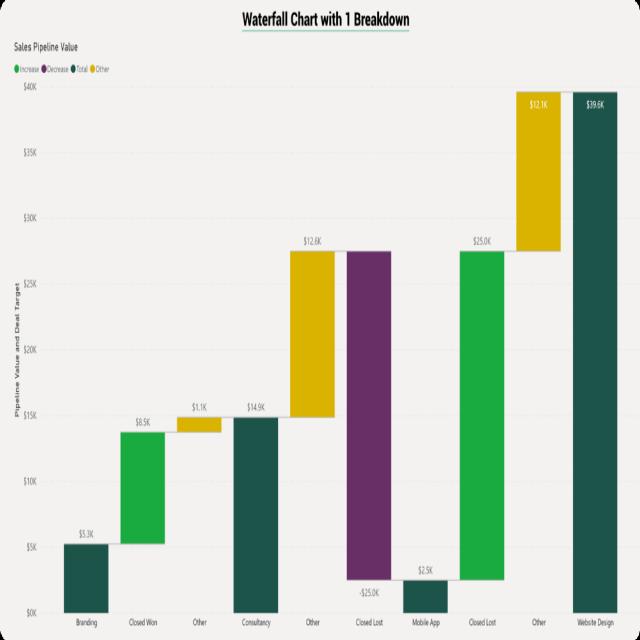 Waterfall Chart with 1 Breakdown
Sales Pipeline Value
Increase Decrease Total Other
$40K
$35K
$30K
$25K
$20K
$15K
$10K
$5K
$0K
Pipeline Value and Deal Target
$5.3K
$8.5K
$1.1K
$14.9K
$12.6K
-$25.0K
$2.5K
$25.0K
$12.1K
$39.6K
Branding Closed Won Other Consultancy Other Closed Lost Mobile App Closed Lost Other Website Design